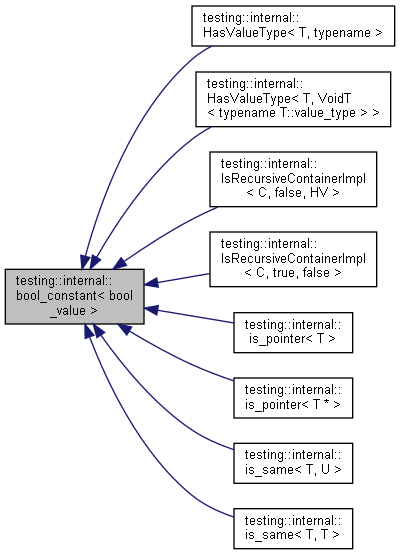 testing::internal::
HasValueType< T, typename >
testing::internal::
HasValueType< T, VoidT
< typename T::value_type > >
testing::internal::
IsRecursiveContainerImpl
< C, false, HV >
testing::internal::
IsRecursiveContainerImpl
< C, true, false >
testing::internal::
bool_constant< bool
_value >
testing::internal::
is_pointer< T >
testing::internal::
is_pointer< T * >
testing::internal::
is_same< T, U >
testing::internal::
is_same< T, T >